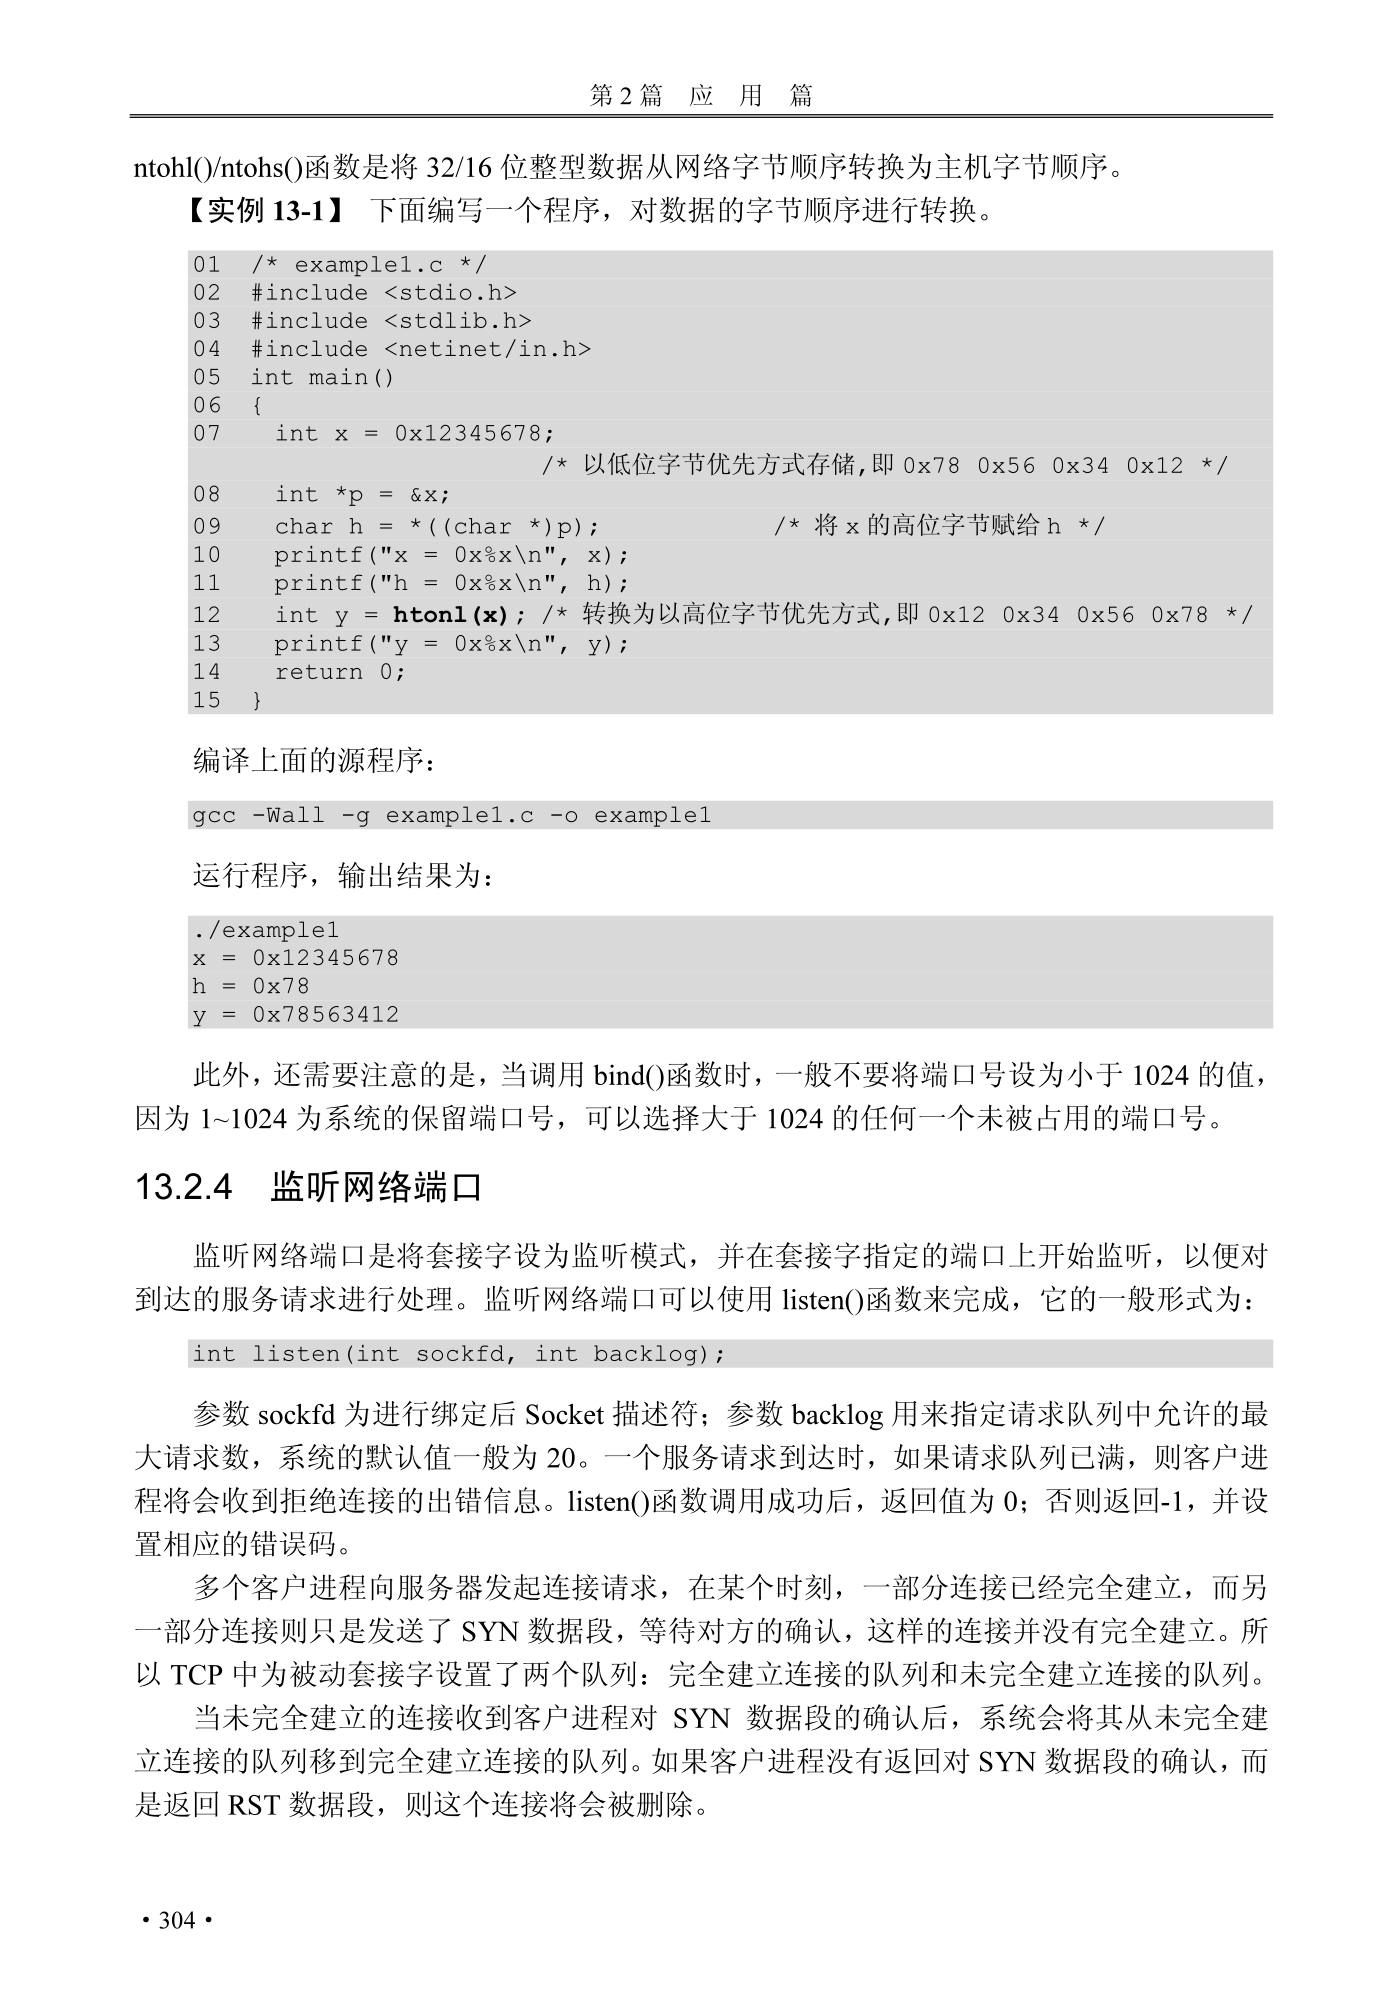 第 2 篇　应　用　篇
ntohl()/ntohs()函数是将 32/16 位整型数据从网络字节顺序转换为主机字节顺序。
【实例 13-1】 下面编写一个程序，对数据的字节顺序进行转换。
01  /* example1.c */
02  #include <stdio.h>
03  #include <stdlib.h>
04  #include <netinet/in.h>
05  int main()
06  {
07    int x = 0x12345678;
/* 以低位字节优先方式存储,即 0x78 0x56 0x34 0x12 */
08    int *p = &x;
09    char h = *((char *)p);            /* 将 x 的高位字节赋给 h */
10    printf("x = 0x%x\n", x);
11    printf("h = 0x%x\n", h);
12    int y = htonl(x); /* 转换为以高位字节优先方式,即 0x12 0x34 0x56 0x78 */
13    printf("y = 0x%x\n", y);
14    return 0;
15  }
编译上面的源程序：
gcc -Wall -g example1.c -o example1
运行程序，输出结果为：
./example1
x = 0x12345678
h = 0x78
y = 0x78563412
此外，还需要注意的是，当调用 bind()函数时，一般不要将端口号设为小于 1024 的值，
因为 1~1024 为系统的保留端口号，可以选择大于 1024 的任何一个未被占用的端口号。
13.2.4　监听网络端口
监听网络端口是将套接字设为监听模式，并在套接字指定的端口上开始监听，以便对
到达的服务请求进行处理。监听网络端口可以使用 listen()函数来完成，它的一般形式为：
int listen(int sockfd, int backlog);
参数 sockfd 为进行绑定后 Socket 描述符；参数 backlog 用来指定请求队列中允许的最
大请求数，系统的默认值一般为 20。一个服务请求到达时，如果请求队列已满，则客户进
程将会收到拒绝连接的出错信息。listen()函数调用成功后，返回值为 0；否则返回-1，并设
置相应的错误码。
多个客户进程向服务器发起连接请求，在某个时刻，一部分连接已经完全建立，而另
一部分连接则只是发送了 SYN 数据段，等待对方的确认，这样的连接并没有完全建立。所
以 TCP 中为被动套接字设置了两个队列：完全建立连接的队列和未完全建立连接的队列。
当未完全建立的连接收到客户进程对 SYN 数据段的确认后，系统会将其从未完全建
立连接的队列移到完全建立连接的队列。如果客户进程没有返回对 SYN 数据段的确认，而
是返回 RST 数据段，则这个连接将会被删除。
· 304 ·